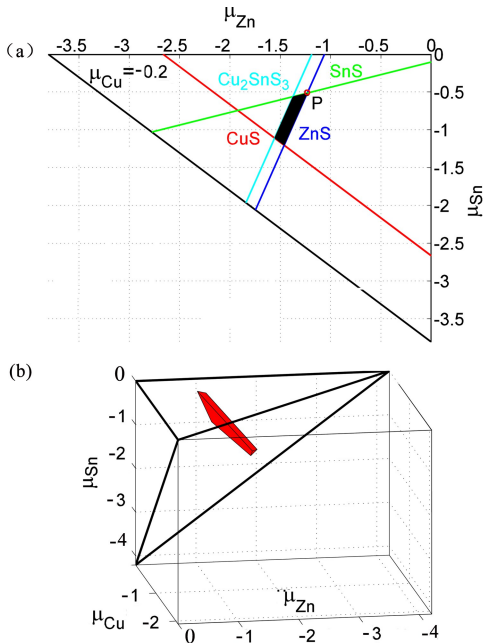 μZn
(a)
-3.5 -3 -2.5 -2 -1.5 -1 -0.5 0
μCu=-0.2
Cu2SnS3
SnS
0
-0.5
P
CuS
ZnS
-1
-1.5
μSn
-2
-2.5
-3
-3.5
(b)
0
-1
-2
μSn
-3
-4
-1
μCu
-2
μZn
0 -1 -2 -3 -4